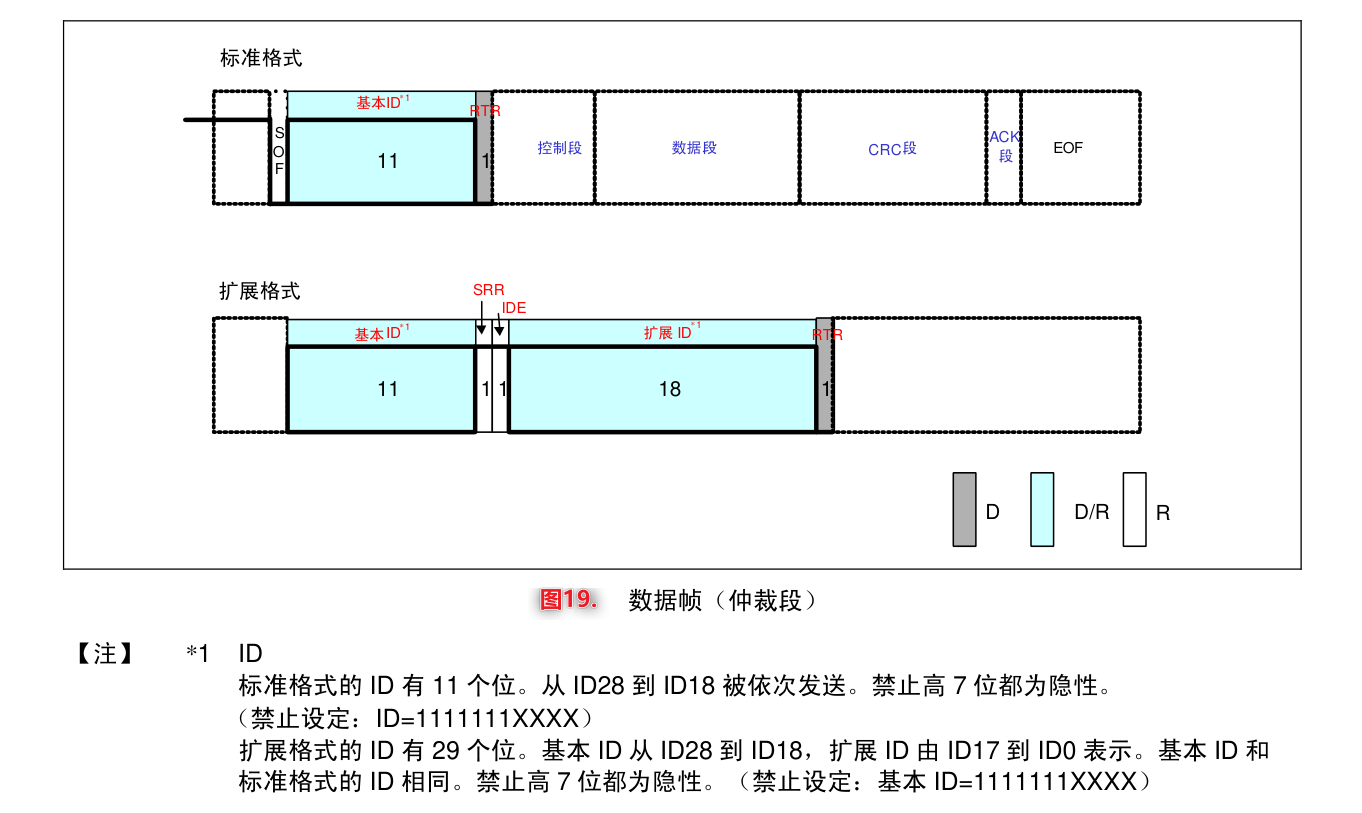 标准格式
基本ID*1
RTR
SOF
11
1
控制段
数据段
CRC段
ACK段
EOF
扩展格式
SRR
IDE
基本ID*1
扩展 ID*1
RTR
11
1
1
18
1
D
D/R
R
图19. 数据帧（仲裁段）
【注】 *1 ID
标准格式的 ID 有 11 个位。从 ID28 到 ID18 被依次发送。禁止高 7 位都为隐性。
（禁止设定：ID=1111111XXXX）
扩展格式的 ID 有 29 个位。基本 ID 从 ID28 到 ID18，扩展 ID 由 ID17 到 ID0 表示。基本 ID 和
标准格式的 ID 相同。禁止高 7 位都为隐性。（禁止设定：基本 ID=1111111XXXX）